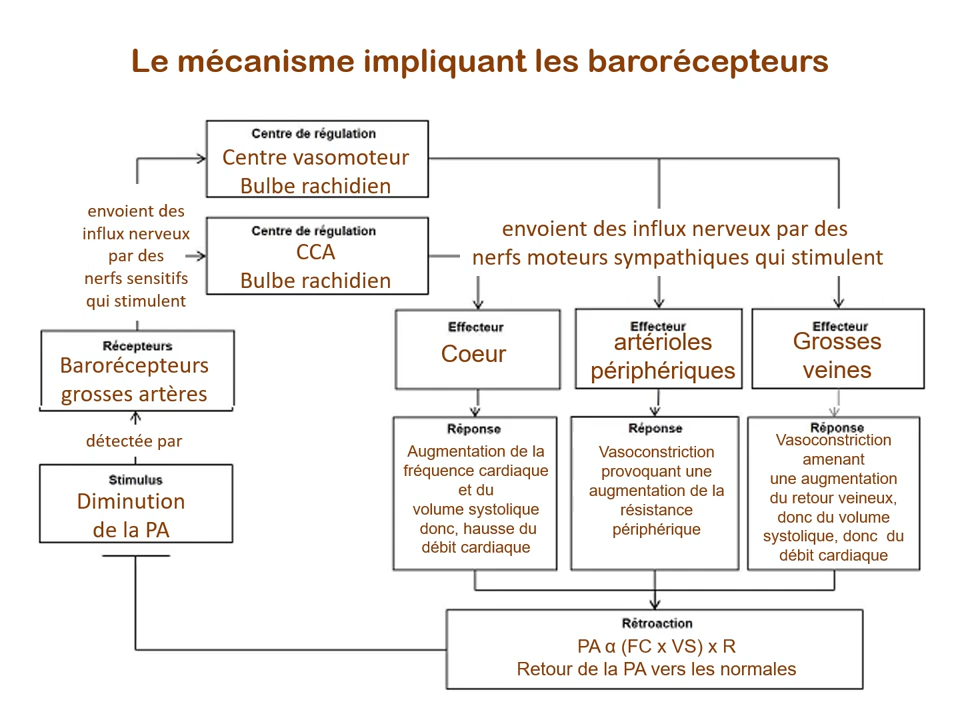 Le mécanisme impliquant les barorécepteurs
Centre de régulation
Centre vasomoteur
Bulbe rachidien
envoient des
influx nerveux
par des
nerfs sensitifs
qui stimulent
Centre de régulation
CCA
Bulbe rachidien
envoient des influx nerveux par des
nerfs moteurs sympathiques qui stimulent
Récepteurs
Barorécepteurs
grosses artères
détectée par
Stimulus
Diminution
de la PA
Effecteur
Coeur
Effecteur
artérioles
périphériques
Effecteur
Grosses
veines
Réponse
Augmentation de la
fréquence cardiaque
et du
volume systolique
donc, hausse du
débit cardiaque
Réponse
Vasoconstriction
provoquant une
augmentation de la
résistance
périphérique
Réponse
Vasoconstriction
amenant
une augmentation
du retour veineux,
donc du volume
systolique, donc du
débit cardiaque
Rétroaction
PA α (FC x VS) x R
Retour de la PA vers les normales